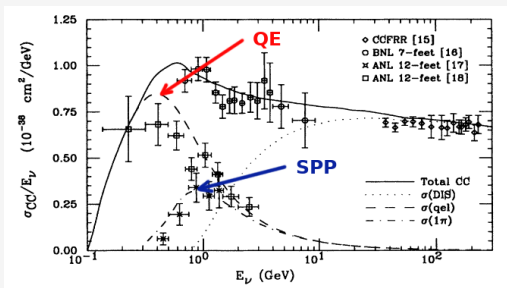 QE
CCFRR [15]
BNL 7-feet [16]
ANL 12-feet [17]
ANL 12-feet [18]
1.25
1.00
0.75
0.50
0.25
0.00
σCC/Eν (10⁻³⁸ cm²/GeV)
SPP
Total CC
σ(DIS)
σ(qel)
σ(1π)
10⁻¹ 10⁰ 10¹ 10²
Eν (GeV)